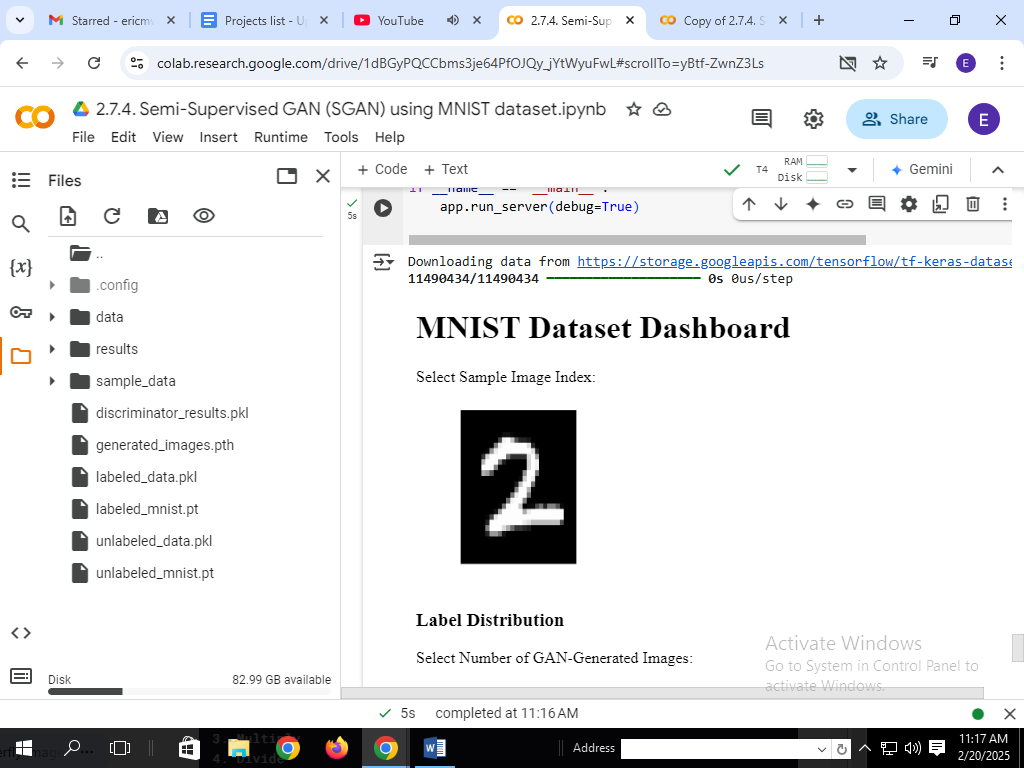 Starred - ericmw
Projects list - U
YouTube
2.7.4. Semi-Sup
Copy of 2.7.4. S
colab.research.google.com/drive/1dBGyPQCCbms3je64PfOJQy_jYtWyuFwL#scrollTo=yBtf-ZwnZ3Ls
E
CO
2.7.4. Semi-Supervised GAN (SGAN) using MNIST dataset.ipynb
File Edit View Insert Runtime Tools Help
Share
E
Files
+ Code + Text
T4
RAM
Disk
Gemini
{x}
..
.config
data
results
sample_data
discriminator_results.pkl
generated_images.pth
labeled_data.pkl
labeled_mnist.pt
unlabeled_data.pkl
unlabeled_mnist.pt
Disk
82.99 GB available
5s
if __name__ == '__main__':
app.run_server(debug=True)
Downloading data from https://storage.googleapis.com/tensorflow/tf-keras-datase
11490434/11490434 0s 0us/step
MNIST Dataset Dashboard
Select Sample Image Index:
2
Label Distribution
Select Number of GAN-Generated Images:
Activate Windows
Go to System in Control Panel to
activate Windows.
5s completed at 11:16 AM
3. Multiply
4. Divide
Address
11:17 AM
2/20/2025